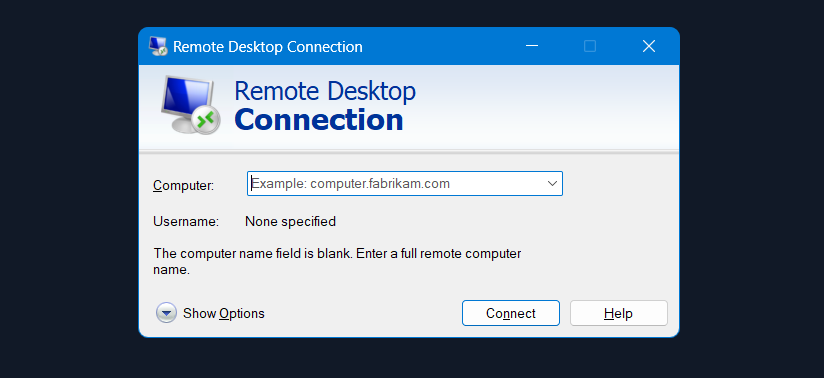 Remote Desktop Connection
Remote Desktop
Connection
Computer: Example: computer.fabrikam.com
Username: None specified
The computer name field is blank. Enter a full remote computer
name.
Show Options Connect Help